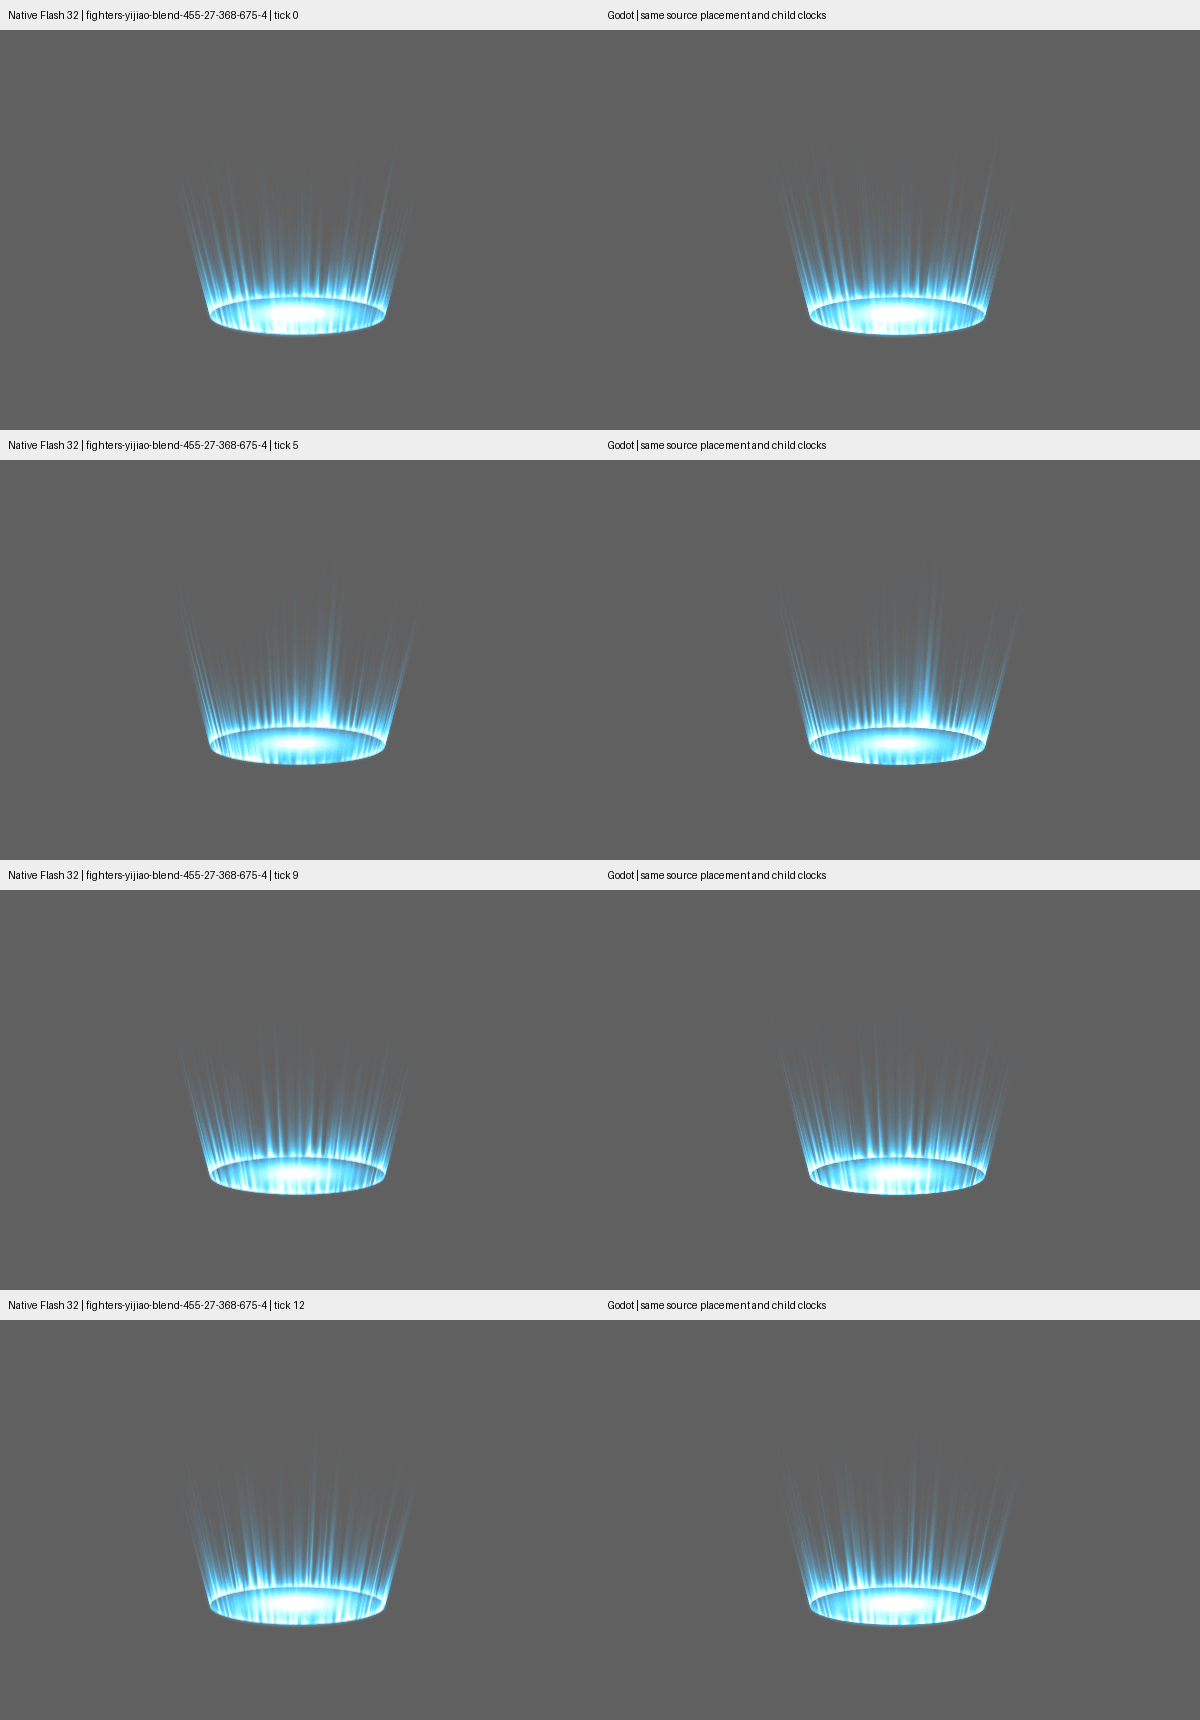 Native Flash 32 | fighters-yijiao-blend-455-27-368-675-4 | tick 0
Godot | same source placement and child clocks
Native Flash 32 | fighters-yijiao-blend-455-27-368-675-4 | tick 5
Godot | same source placement and child clocks
Native Flash 32 | fighters-yijiao-blend-455-27-368-675-4 | tick 9
Godot | same source placement and child clocks
Native Flash 32 | fighters-yijiao-blend-455-27-368-675-4 | tick 12
Godot | same source placement and child clocks